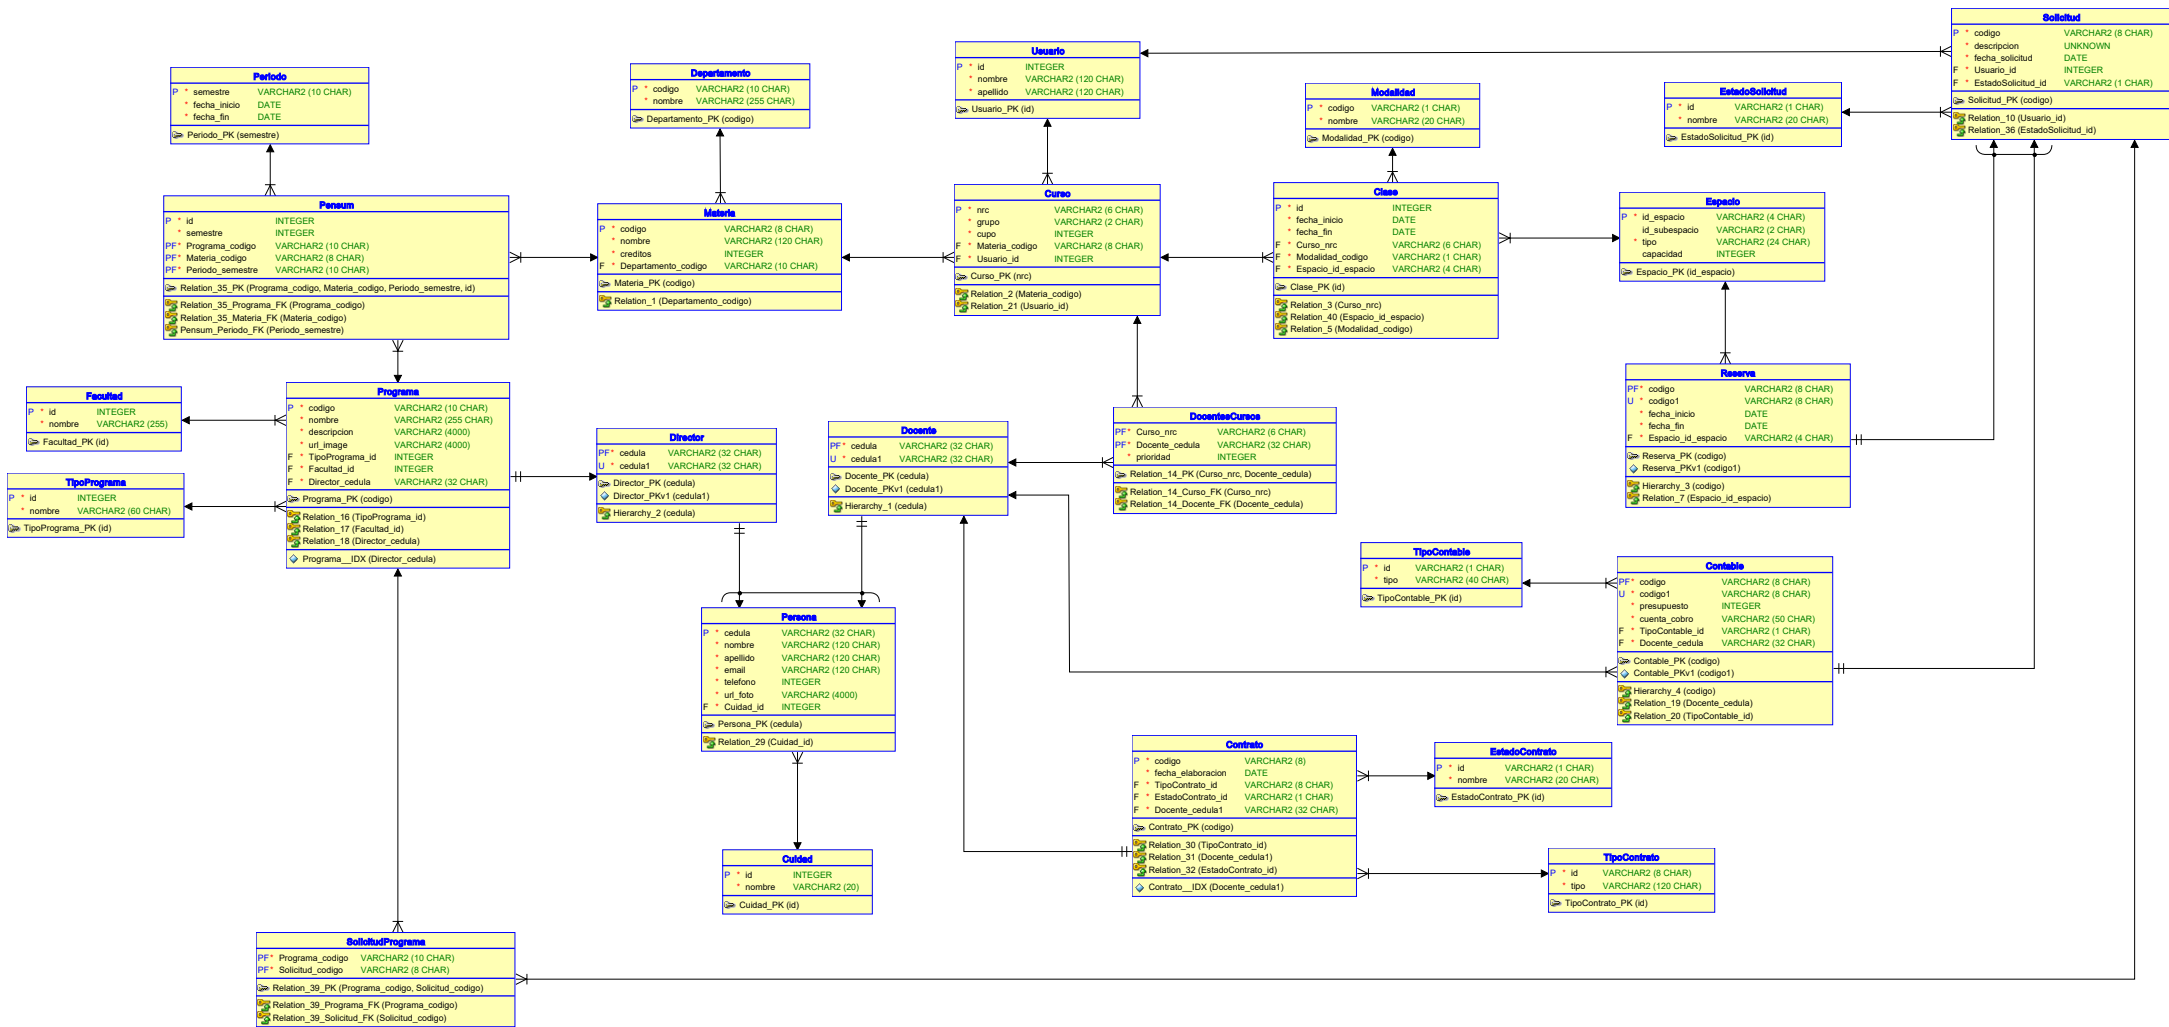 Solicitud
P * codigo VARCHAR2 (8 CHAR)
* descripcion UNKNOWN
* fecha_solicitud DATE
F * Usuario_id INTEGER
F * EstadoSolicitud_id VARCHAR2 (1 CHAR)
Solicitud_PK (codigo)
Relation_10 (Usuario_id)
Relation_36 (EstadoSolicitud_id)
Usuario
P * id INTEGER
* nombre VARCHAR2 (120 CHAR)
* apellido VARCHAR2 (120 CHAR)
Usuario_PK (id)
Periodo
P * semestre VARCHAR2 (10 CHAR)
* fecha_inicio DATE
* fecha_fin DATE
Periodo_PK (semestre)
Departamento
P * codigo VARCHAR2 (10 CHAR)
* nombre VARCHAR2 (255 CHAR)
Departamento_PK (codigo)
Modalidad
P * codigo VARCHAR2 (1 CHAR)
* nombre VARCHAR2 (20 CHAR)
Modalidad_PK (codigo)
EstadoSolicitud
P * id VARCHAR2 (1 CHAR)
* nombre VARCHAR2 (20 CHAR)
EstadoSolicitud_PK (id)
Pensum
P * id INTEGER
* semestre INTEGER
PF* Programa_codigo VARCHAR2 (10 CHAR)
PF* Materia_codigo VARCHAR2 (8 CHAR)
PF* Periodo_semestre VARCHAR2 (10 CHAR)
Relation_35_PK (Programa_codigo, Materia_codigo, Periodo_semestre, id)
Relation_35_Programa_FK (Programa_codigo)
Relation_35_Materia_FK (Materia_codigo)
Pensum_Periodo_FK (Periodo_semestre)
Materia
P * codigo VARCHAR2 (8 CHAR)
* nombre VARCHAR2 (120 CHAR)
* creditos INTEGER
F * Departamento_codigo VARCHAR2 (10 CHAR)
Materia_PK (codigo)
Relation_1 (Departamento_codigo)
Curso
P * nrc VARCHAR2 (6 CHAR)
* grupo VARCHAR2 (2 CHAR)
* cupo INTEGER
F * Materia_codigo VARCHAR2 (8 CHAR)
F * Usuario_id INTEGER
Curso_PK (nrc)
Relation_2 (Materia_codigo)
Relation_21 (Usuario_id)
Clase
P * id INTEGER
* fecha_inicio DATE
* fecha_fin DATE
F * Curso_nrc VARCHAR2 (6 CHAR)
F * Modalidad_codigo VARCHAR2 (1 CHAR)
F * Espacio_id_espacio VARCHAR2 (4 CHAR)
Clase_PK (id)
Relation_3 (Curso_nrc)
Relation_40 (Espacio_id_espacio)
Relation_5 (Modalidad_codigo)
Espacio
P * id_espacio VARCHAR2 (4 CHAR)
id_subespacio VARCHAR2 (2 CHAR)
* tipo VARCHAR2 (24 CHAR)
capacidad INTEGER
Espacio_PK (id_espacio)
Reserva
PF* codigo VARCHAR2 (8 CHAR)
U * codigo1 VARCHAR2 (8 CHAR)
* fecha_inicio DATE
* fecha_fin DATE
F * Espacio_id_espacio VARCHAR2 (4 CHAR)
Reserva_PK (codigo)
Reserva_PKv1 (codigo1)
Hierarchy_3 (codigo)
Relation_7 (Espacio_id_espacio)
Facultad
P * id INTEGER
* nombre VARCHAR2 (255)
Facultad_PK (id)
Programa
P * codigo VARCHAR2 (10 CHAR)
* nombre VARCHAR2 (255 CHAR)
* descripcion VARCHAR2 (4000)
* url_image VARCHAR2 (4000)
F * TipoPrograma_id INTEGER
F * Facultad_id INTEGER
F * Director_cedula VARCHAR2 (32 CHAR)
Programa_PK (codigo)
Relation_16 (TipoPrograma_id)
Relation_17 (Facultad_id)
Relation_18 (Director_cedula)
Programa__IDX (Director_cedula)
TipoPrograma
P * id INTEGER
* nombre VARCHAR2 (60 CHAR)
TipoPrograma_PK (id)
Director
PF* cedula VARCHAR2 (32 CHAR)
U * cedula1 VARCHAR2 (32 CHAR)
Director_PK (cedula)
Director_PKv1 (cedula1)
Hierarchy_2 (cedula)
Docente
PF* cedula VARCHAR2 (32 CHAR)
U * cedula1 VARCHAR2 (32 CHAR)
Docente_PK (cedula)
Docente_PKv1 (cedula1)
Hierarchy_1 (cedula)
DocentesCursos
PF* Curso_nrc VARCHAR2 (6 CHAR)
PF* Docente_cedula VARCHAR2 (32 CHAR)
* prioridad INTEGER
Relation_14_PK (Curso_nrc, Docente_cedula)
Relation_14_Curso_FK (Curso_nrc)
Relation_14_Docente_FK (Docente_cedula)
TipoContable
P * id VARCHAR2 (1 CHAR)
* tipo VARCHAR2 (40 CHAR)
TipoContable_PK (id)
Contable
PF* codigo VARCHAR2 (8 CHAR)
U * codigo1 VARCHAR2 (8 CHAR)
* presupuesto INTEGER
* cuenta_cobro VARCHAR2 (50 CHAR)
F * TipoContable_id VARCHAR2 (1 CHAR)
F * Docente_cedula VARCHAR2 (32 CHAR)
Contable_PK (codigo)
Contable_PKv1 (codigo1)
Hierarchy_4 (codigo)
Relation_19 (Docente_cedula)
Relation_20 (TipoContable_id)
Persona
P * cedula VARCHAR2 (32 CHAR)
* nombre VARCHAR2 (120 CHAR)
* apellido VARCHAR2 (120 CHAR)
* email VARCHAR2 (120 CHAR)
* telefono INTEGER
* url_foto VARCHAR2 (4000)
F * Cuidad_id INTEGER
Persona_PK (cedula)
Relation_29 (Cuidad_id)
Contrato
P * codigo VARCHAR2 (8)
* fecha_elaboracion DATE
F * TipoContrato_id VARCHAR2 (8 CHAR)
F * EstadoContrato_id VARCHAR2 (1 CHAR)
F * Docente_cedula1 VARCHAR2 (32 CHAR)
Contrato_PK (codigo)
Relation_30 (TipoContrato_id)
Relation_31 (Docente_cedula1)
Relation_32 (EstadoContrato_id)
Contrato__IDX (Docente_cedula1)
EstadoContrato
P * id VARCHAR2 (1 CHAR)
* nombre VARCHAR2 (20 CHAR)
EstadoContrato_PK (id)
Cuidad
P * id INTEGER
* nombre VARCHAR2 (20)
Cuidad_PK (id)
TipoContrato
P * id VARCHAR2 (8 CHAR)
* tipo VARCHAR2 (120 CHAR)
TipoContrato_PK (id)
SolicitudPrograma
PF* Programa_codigo VARCHAR2 (10 CHAR)
PF* Solicitud_codigo VARCHAR2 (8 CHAR)
Relation_39_PK (Programa_codigo, Solicitud_codigo)
Relation_39_Programa_FK (Programa_codigo)
Relation_39_Solicitud_FK (Solicitud_codigo)